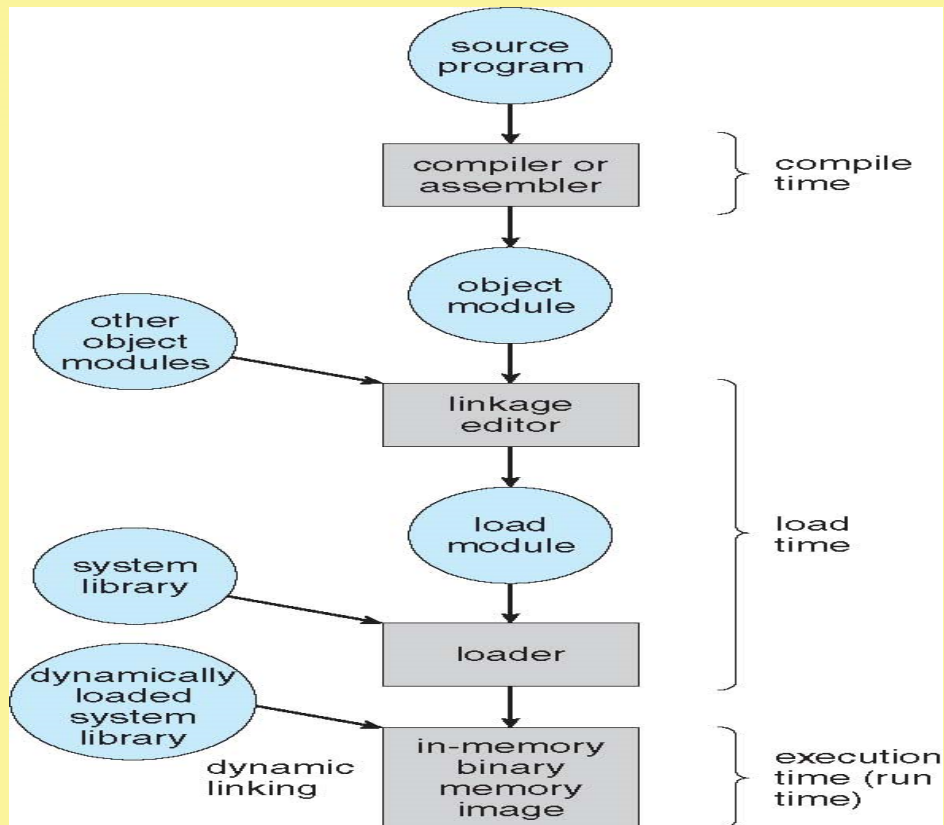 source
program
compiler or
assembler
compile
time
object
module
other
object
modules
linkage
editor
load
module
load
time
system
library
loader
dynamically
loaded
system
library
dynamic
linking
in-memory
binary
memory
image
execution
time (run
time)